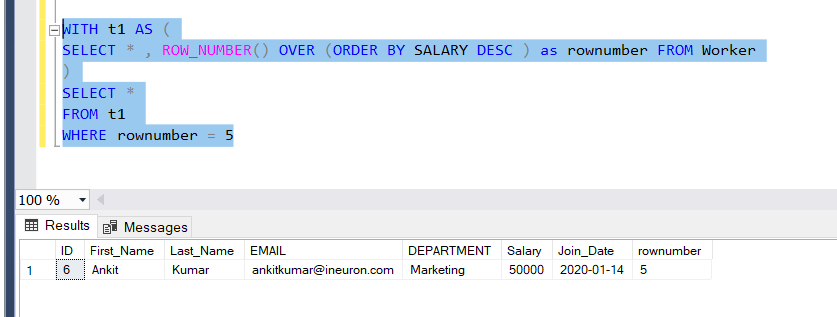 WITH t1 AS (
SELECT * , ROW_NUMBER() OVER (ORDER BY SALARY DESC ) as rownumber FROM Worker
)
SELECT *
FROM t1
WHERE rownumber = 5
100 %
Results Messages
ID First_Name Last_Name EMAIL DEPARTMENT Salary Join_Date rownumber
1 6 Ankit Kumar ankitkumar@ineuron.com Marketing 50000 2020-01-14 5